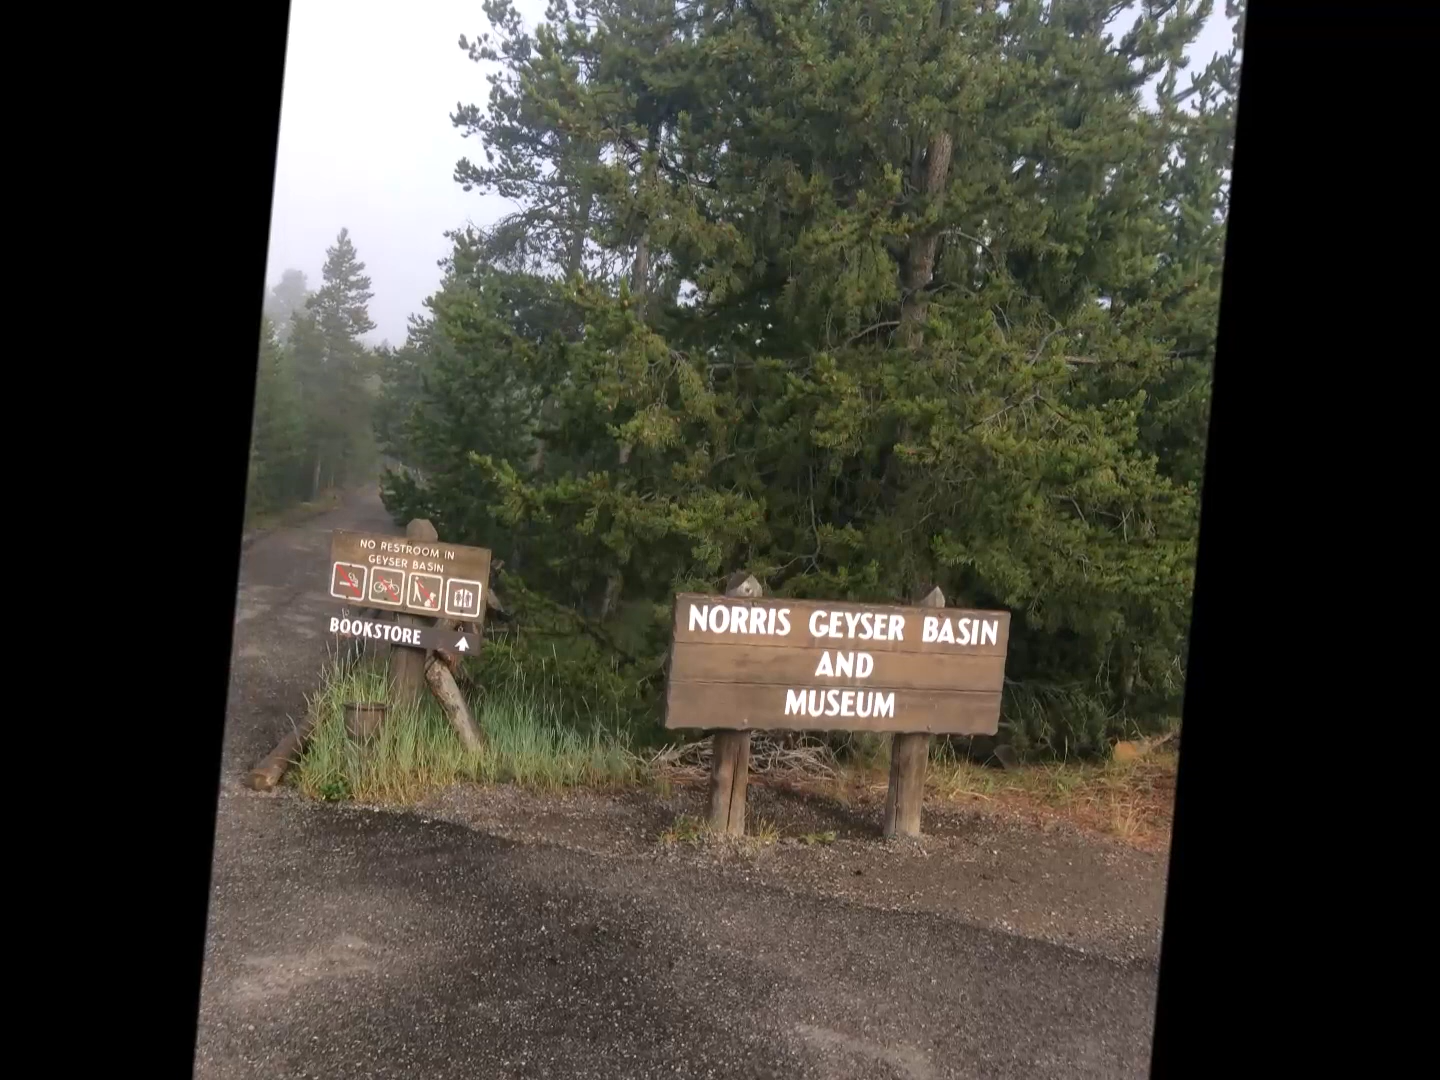 NO RESTROOM IN
GEYSER BASIN
BOOKSTORE
NORRIS GEYSER BASIN
AND
MUSEUM